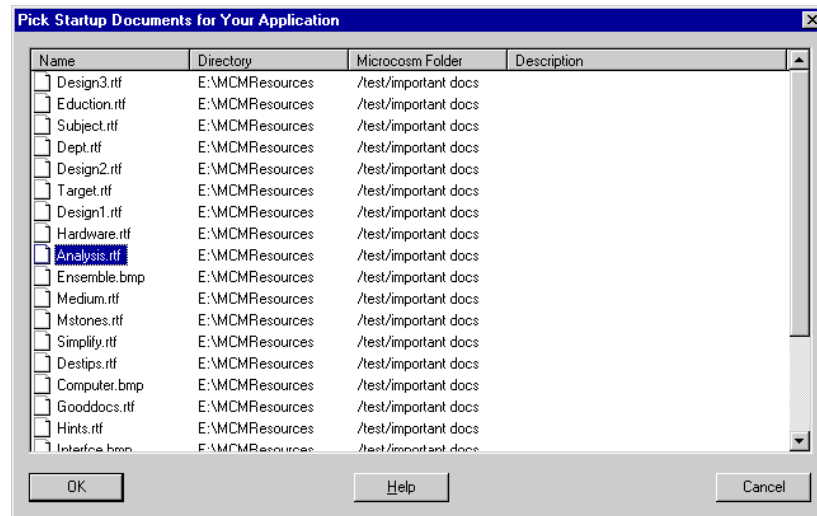 Pick Startup Documents for Your Application
Name Directory Microcosm Folder Description
Design3.rtf E:\MCMResources /test/important docs
Eduction.rtf E:\MCMResources /test/important docs
Subject.rtf E:\MCMResources /test/important docs
Dept.rtf E:\MCMResources /test/important docs
Design2.rtf E:\MCMResources /test/important docs
Target.rtf E:\MCMResources /test/important docs
Design1.rtf E:\MCMResources /test/important docs
Hardware.rtf E:\MCMResources /test/important docs
Analysis.rtf E:\MCMResources /test/important docs
Ensemble.bmp E:\MCMResources /test/important docs
Medium.rtf E:\MCMResources /test/important docs
Mstones.rtf E:\MCMResources /test/important docs
Simplify.rtf E:\MCMResources /test/important docs
Destips.rtf E:\MCMResources /test/important docs
Computer.bmp E:\MCMResources /test/important docs
Gooddocs.rtf E:\MCMResources /test/important docs
Hints.rtf E:\MCMResources /test/important docs
Interfce.bmp E:\MCMResources /test/important docs
OK Help Cancel